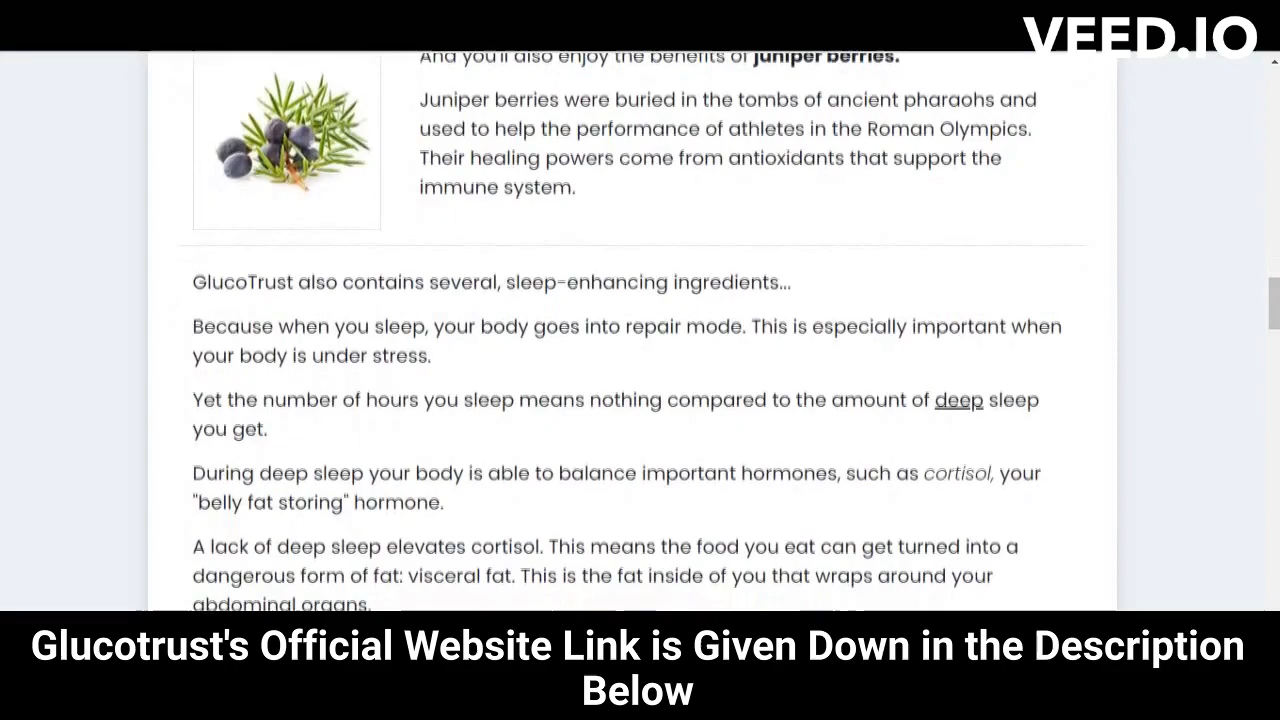 VEED.IO
And you'll also enjoy the benefits of juniper berries.
Juniper berries were buried in the tombs of ancient pharaohs and
used to help the performance of athletes in the Roman Olympics.
Their healing powers come from antioxidants that support the
immune system.
GlucoTrust also contains several, sleep-enhancing ingredients...
Because when you sleep, your body goes into repair mode. This is especially important when
your body is under stress.
Yet the number of hours you sleep means nothing compared to the amount of deep sleep
you get.
During deep sleep your body is able to balance important hormones, such as cortisol, your
"belly fat storing" hormone.
A lack of deep sleep elevates cortisol. This means the food you eat can get turned into a
dangerous form of fat: visceral fat. This is the fat inside of you that wraps around your
abdominal organs.
Glucotrust's Official Website Link is Given Down in the Description
Below